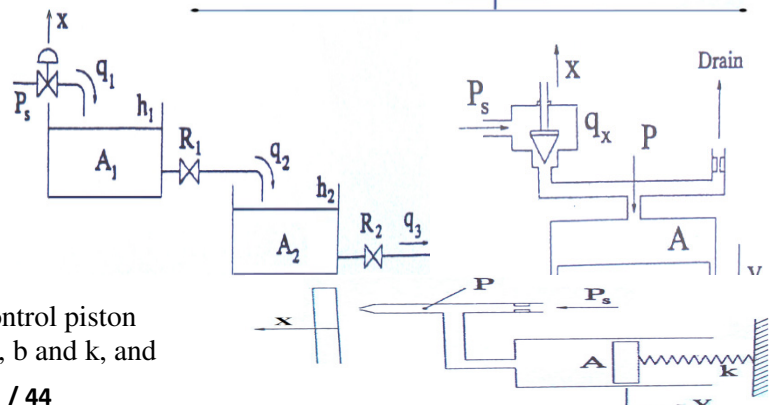 x
q1
Ps
h1
A1
R1
q2
h2
A2
R2
q3
Drain
x
Ps
qx
P
A
y
P
Ps
x
A
k
Y
ontrol piston
, b and k, and
/ 44